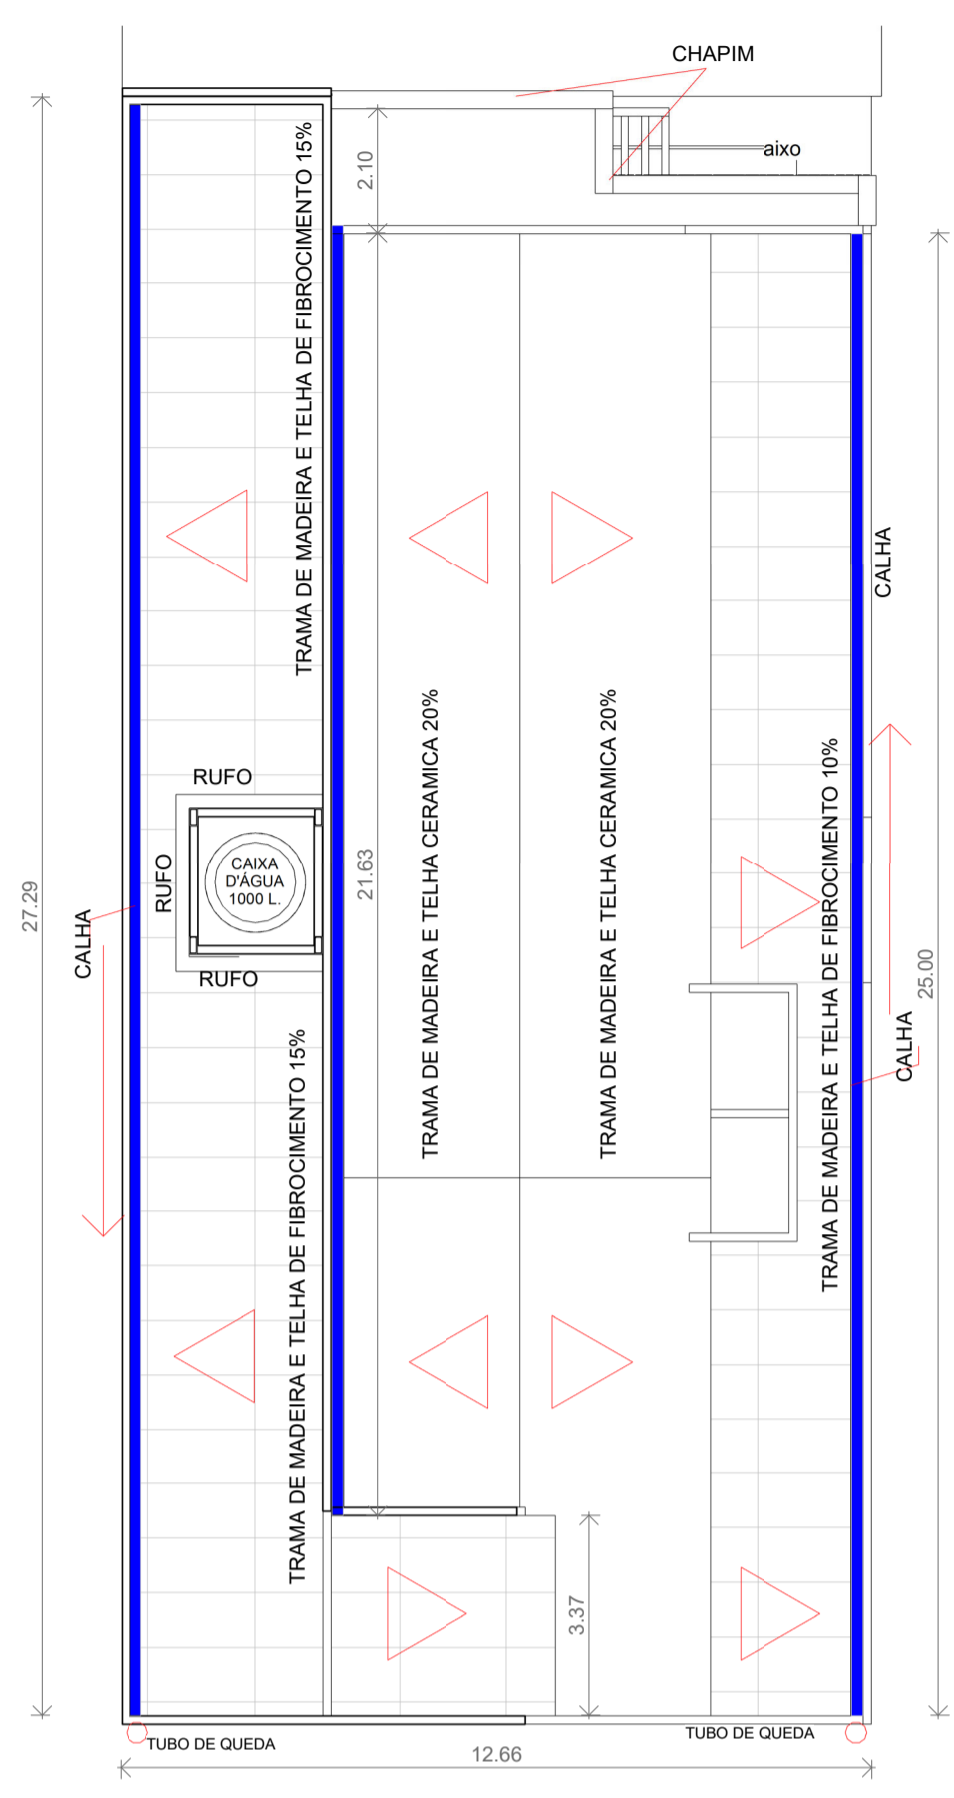 CHAPIM
aixo
2.10
TRAMA DE MADEIRA E TELHA DE FIBROCIMENTO 15%
CALHA
TRAMA DE MADEIRA E TELHA CERAMICA 20%
TRAMA DE MADEIRA E TELHA CERAMICA 20%
TRAMA DE MADEIRA E TELHA DE FIBROCIMENTO 10%
RUFO
RUFO
CAIXA
D'ÁGUA
1000 L.
RUFO
21.63
27.29
CALHA
25.00
CALHA
TRAMA DE MADEIRA E TELHA DE FIBROCIMENTO 15%
3.37
TUBO DE QUEDA
TUBO DE QUEDA
12.66